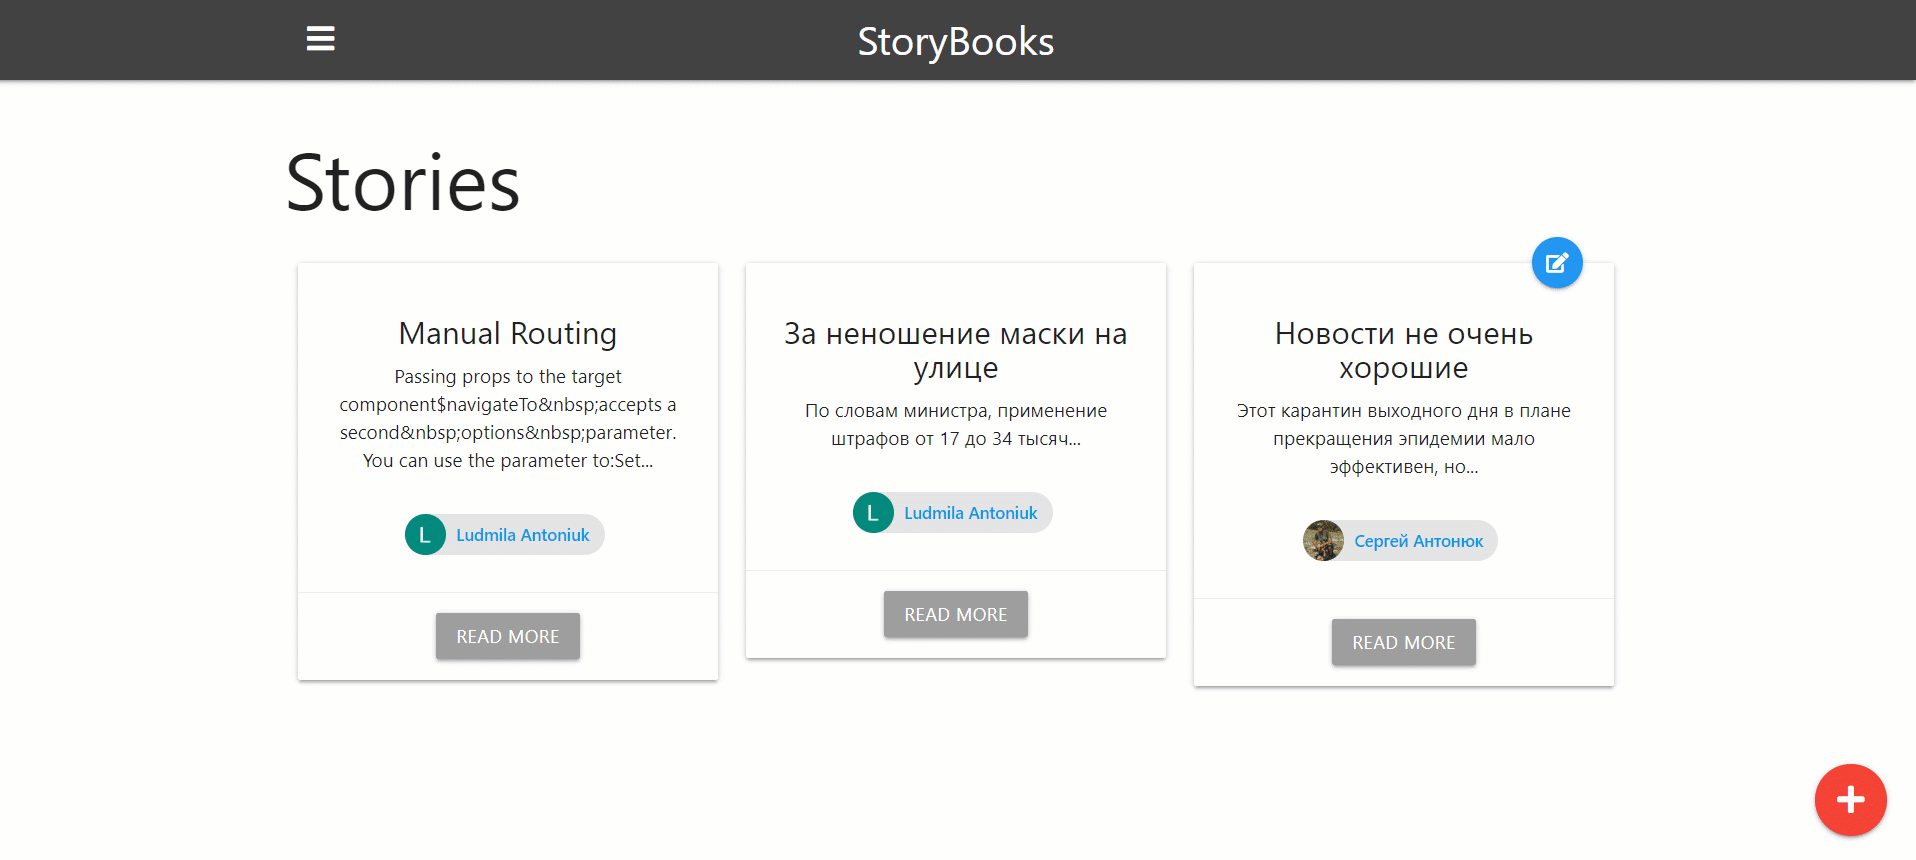 StoryBooks
Stories
Manual Routing
Passing props to the target
component$navigateTo&nbsp;accepts a
second&nbsp;options&nbsp;parameter.
You can use the parameter to:Set...
L Ludmila Antoniuk
READ MORE
За неношение маски на
улице
По словам министра, применение
штрафов от 17 до 34 тысяч...
L Ludmila Antoniuk
READ MORE
Новости не очень
хорошие
Этот карантин выходного дня в плане
прекращения эпидемии мало
эффективен, но...
Сергей Антонюк
READ MORE